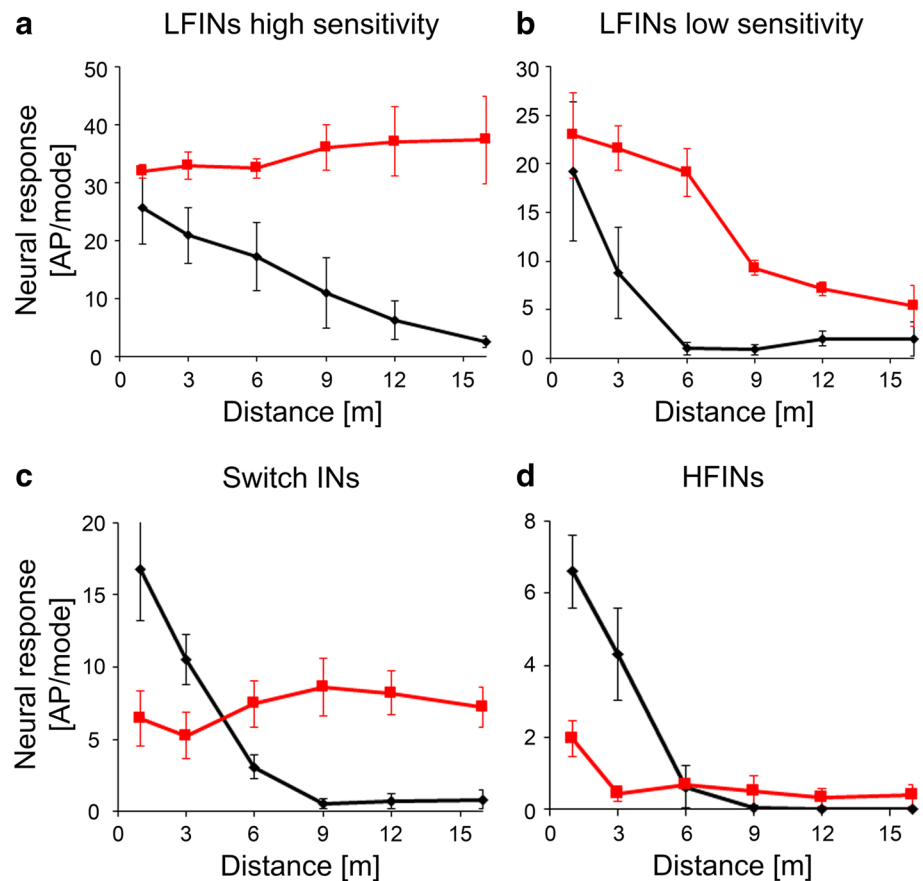 a LFINs high sensitivity
Neural response
[AP/mode]
50
40
30
20
10
0
0 3 6 9 12 15
Distance [m]
b LFINs low sensitivity
30
25
20
15
10
5
0
0 3 6 9 12 15
Distance [m]
c Switch INs
Neural response
[AP/mode]
20
15
10
5
0
0 3 6 9 12 15
Distance [m]
d HFINs
8
6
4
2
0
0 3 6 9 12 15
Distance [m]